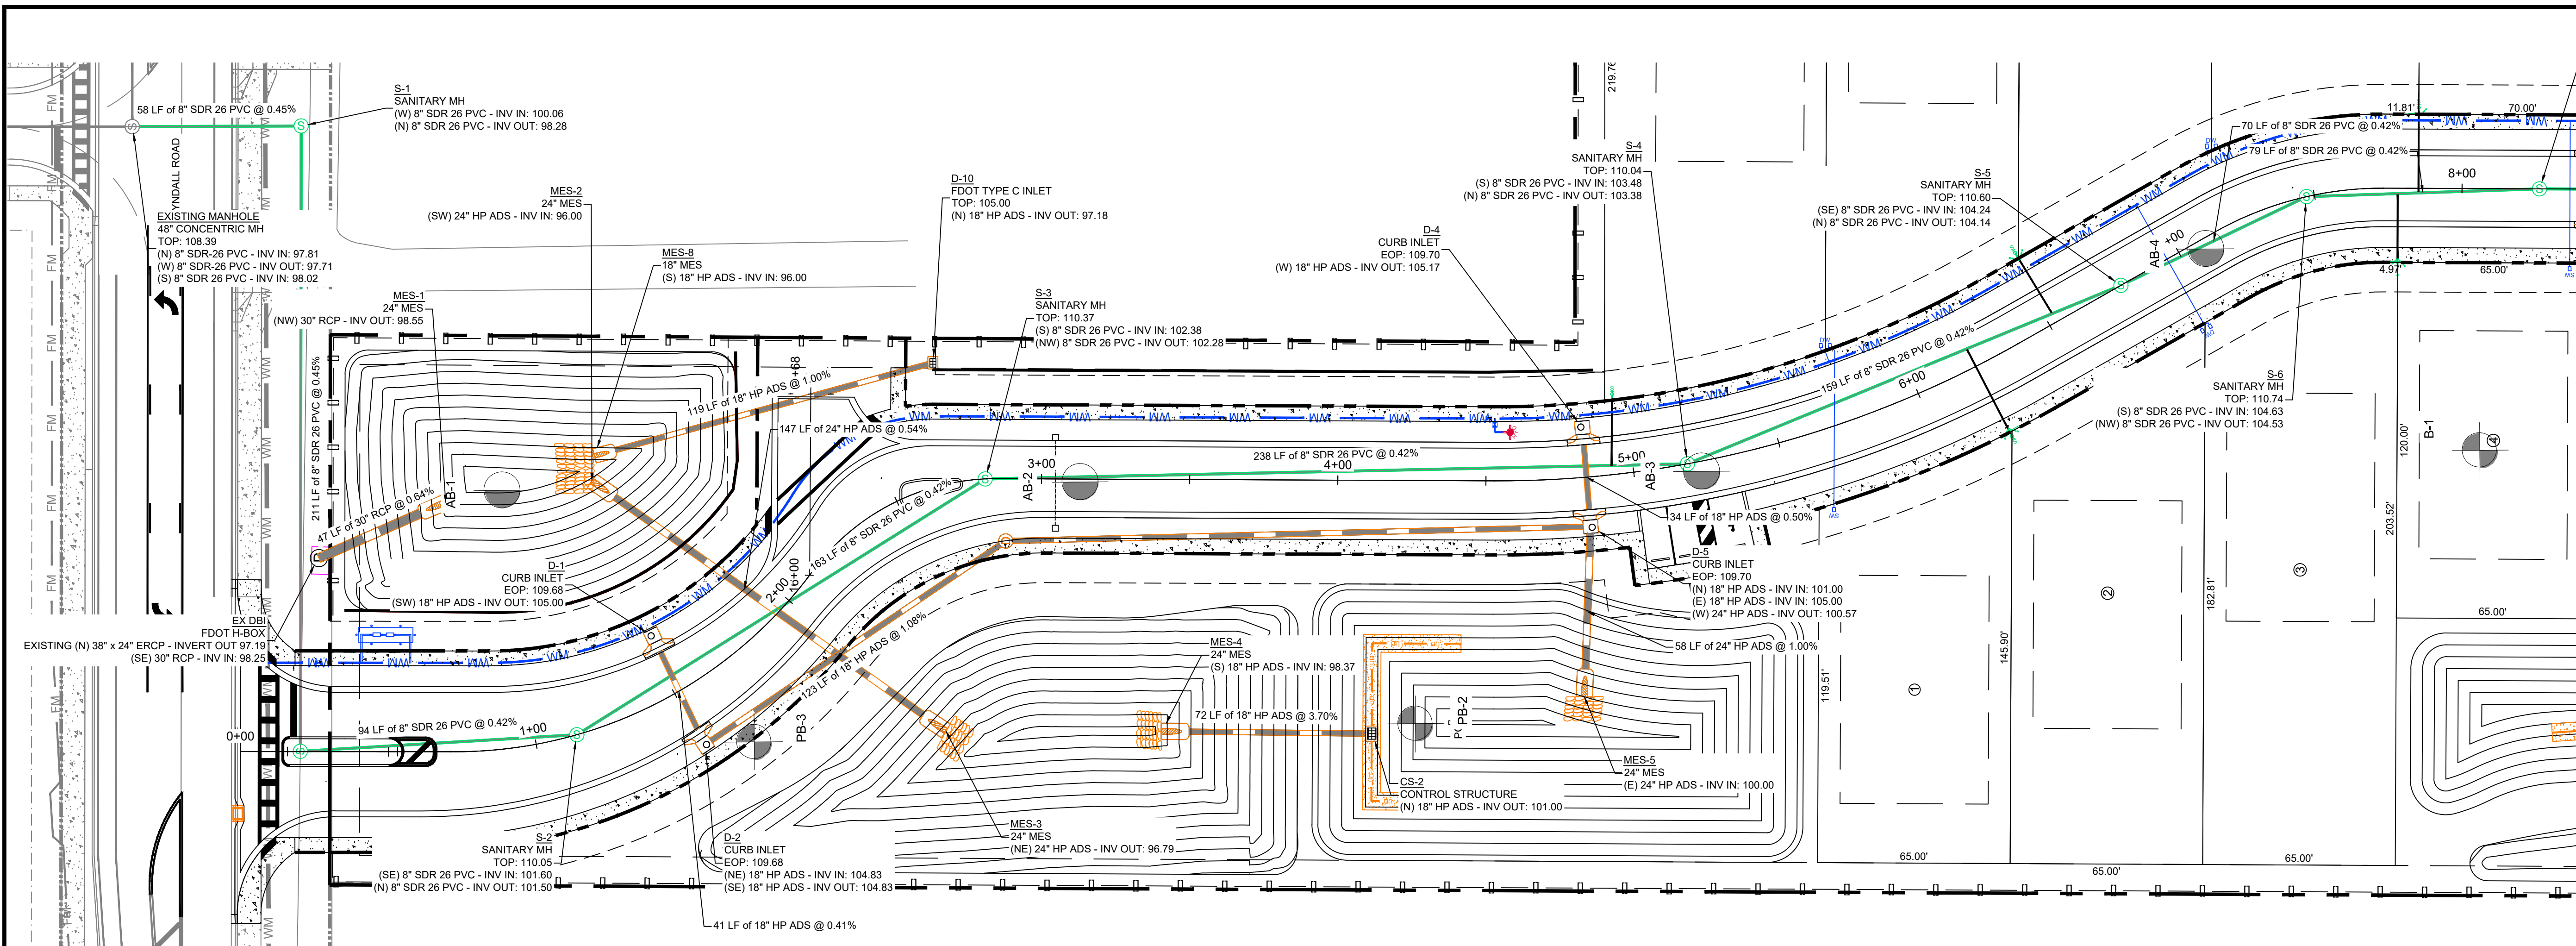 58 LF of 8" SDR 26 PVC @ 0.45%
S-1
SANITARY MH
(W) 8" SDR 26 PVC - INV IN: 100.06
(N) 8" SDR 26 PVC - INV OUT: 98.28
YNDALL ROAD
EXISTING MANHOLE
48" CONCENTRIC MH
TOP: 108.39
(N) 8" SDR-26 PVC - INV IN: 97.81
(W) 8" SDR-26 PVC - INV OUT: 97.71
(S) 8" SDR 26 PVC - INV IN: 98.02
MES-2
24" MES
(SW) 24" HP ADS - INV IN: 96.00
MES-8
18" MES
(S) 18" HP ADS - INV IN: 96.00
MES-1
24" MES
(NW) 30" RCP - INV OUT: 98.55
D-10
FDOT TYPE C INLET
TOP: 105.00
(N) 18" HP ADS - INV OUT: 97.18
S-3
SANITARY MH
TOP: 110.37
(S) 8" SDR 26 PVC - INV IN: 102.38
(NW) 8" SDR 26 PVC - INV OUT: 102.28
D-4
CURB INLET
EOP: 109.70
(W) 18" HP ADS - INV OUT: 105.17
S-4
SANITARY MH
TOP: 110.04
(S) 8" SDR 26 PVC - INV IN: 103.48
(N) 8" SDR 26 PVC - INV OUT: 103.38
219.76
S-5
SANITARY MH
TOP: 110.60
(SE) 8" SDR 26 PVC - INV IN: 104.24
(N) 8" SDR 26 PVC - INV OUT: 104.14
11.81'
70.00'
70 LF of 8" SDR 26 PVC @ 0.42%
79 LF of 8" SDR 26 PVC @ 0.42%
8+00
AB-4
+00
4.97'
65.00'
S-6
SANITARY MH
TOP: 110.74
(S) 8" SDR 26 PVC - INV IN: 104.63
(NW) 8" SDR 26 PVC - INV OUT: 104.53
159 LF of 8" SDR 26 PVC @ 0.42%
6+00
211 LF of 8" SDR 26 PVC @ 0.45%
119 LF of 18" HP ADS @ 1.00%
+68
147 LF of 24" HP ADS @ 0.54%
47 LF of 30" RCP @ 0.64%
AB-1
163 LF of 8" SDR 26 PVC @ 0.42%
2+00
AB-2
3+00
238 LF of 8" SDR 26 PVC @ 0.42%
4+00
5+00
AB-3
34 LF of 18" HP ADS @ 0.50%
D-5
CURB INLET
EOP: 109.70
(N) 18" HP ADS - INV IN: 101.00
(E) 18" HP ADS - INV IN: 105.00
(W) 24" HP ADS - INV OUT: 100.57
58 LF of 24" HP ADS @ 1.00%
D-1
CURB INLET
EOP: 109.68
(SW) 18" HP ADS - INV OUT: 105.00
EX DBI
FDOT H-BOX
EXISTING (N) 38" x 24" ERCP - INVERT OUT 97.19
(SE) 30" RCP - INV IN: 98.25
123 LF of 18" HP ADS @ 1.08%
PB-3
MES-4
24" MES
(S) 18" HP ADS - INV IN: 98.37
72 LF of 18" HP ADS @ 3.70%
PB-2
0+00
94 LF of 8" SDR 26 PVC @ 0.42%
1+00
MES-5
24" MES
(E) 24" HP ADS - INV IN: 100.00
CS-2
CONTROL STRUCTURE
(N) 18" HP ADS - INV OUT: 101.00
MES-3
24" MES
(NE) 24" HP ADS - INV OUT: 96.79
S-2
SANITARY MH
TOP: 110.05
(SE) 8" SDR 26 PVC - INV IN: 101.60
(N) 8" SDR 26 PVC - INV OUT: 101.50
D-2
CURB INLET
EOP: 109.68
(NE) 18" HP ADS - INV IN: 104.83
(SE) 18" HP ADS - INV OUT: 104.83
41 LF of 18" HP ADS @ 0.41%
119.51'
145.90'
182.81'
203.52'
120.00'
B-1
1
2
3
4
65.00'
65.00'
65.00'
65.00'
FM
WM